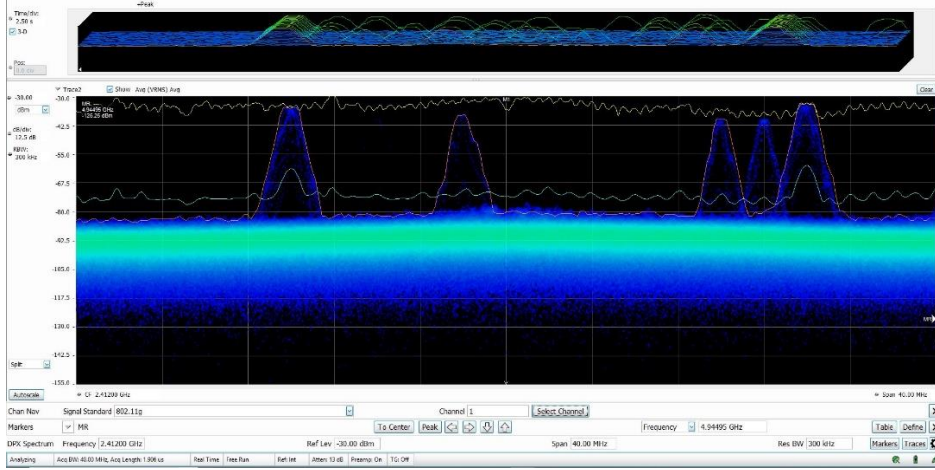 +Peak
Time/div:
2.50 s
3-D
Pos:
Trace2 Show Avg (VRMS) Avg Clear
-30.00
dBm
dB/div:
12.5 dB
RBW:
300 kHz
MR
4.94495 GHz
-126.26 dBm
M1
-30.0
-42.5
-55.0
-67.5
-80.0
-92.5
-105.0
-117.5
-130.0
-142.5
-155.0
Split
Autoscale CF 2.41200 GHz Span 40.00 MHz
Chan Nav Signal Standard 802.11g Channel 1 Select Channel
Markers MR To Center Peak Frequency 4.94495 GHz Table Define
DPX Spectrum Frequency 2.41200 GHz Ref Lev -30.00 dBm Span 40.00 MHz Res BW 300 kHz Markers Traces
Analyzing Acq BW: 40.00 MHz, Acq Length: 1.906 us Real Time Free Run Ref: Int Atten: 13 dB Preamp: On TG: Off